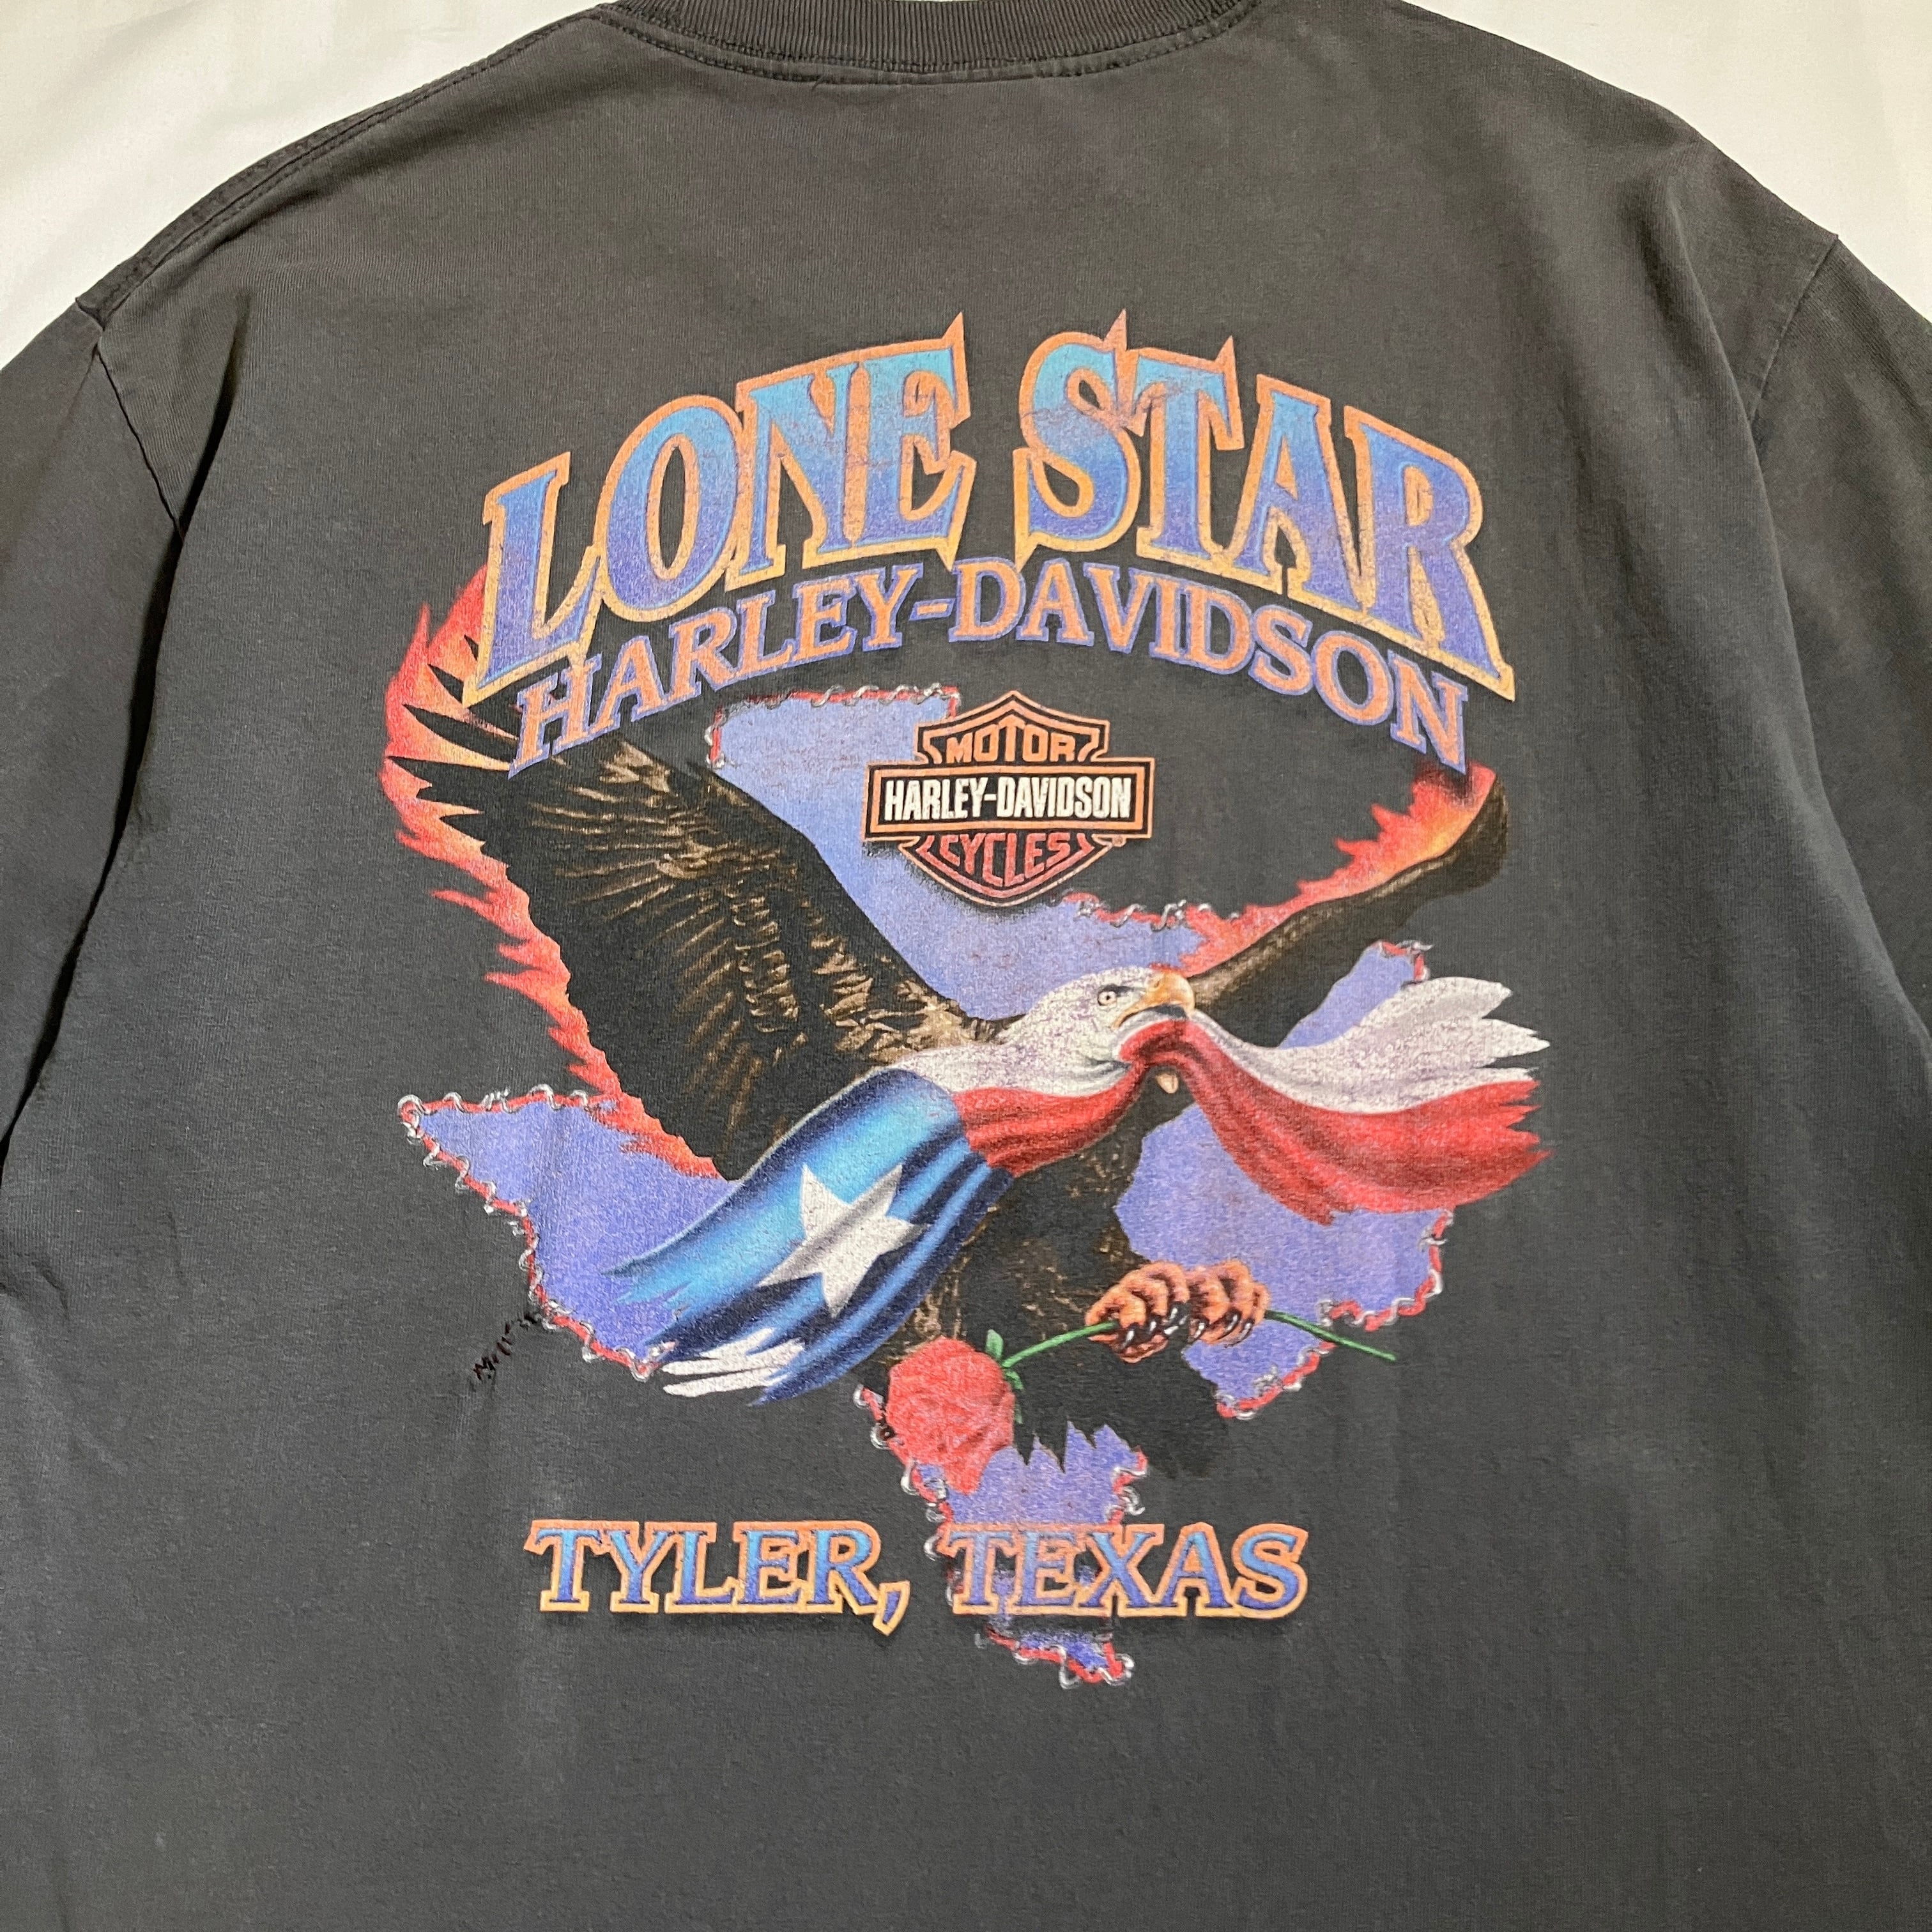 LONE STAR
HARLEY-DAVIDSON
MOTOR
HARLEY-DAVIDSON
CYCLES
TYLER, TEXAS